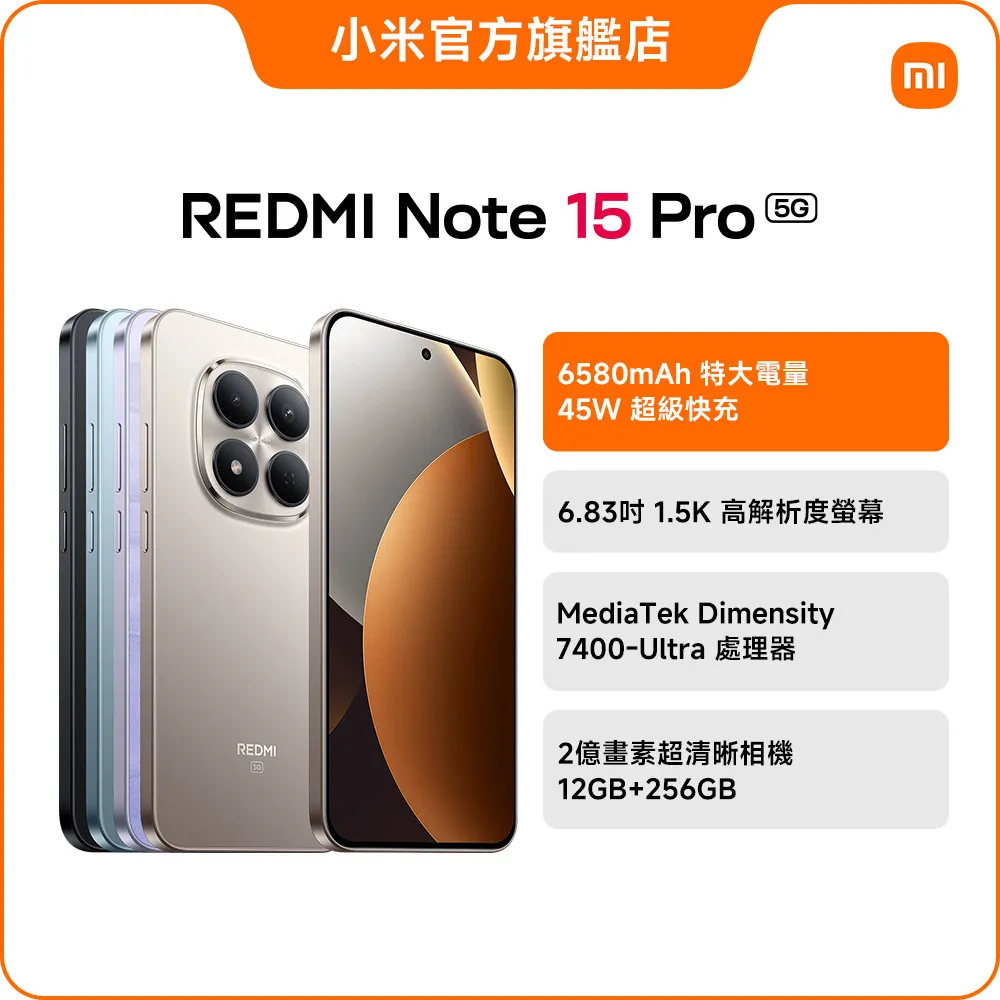 小米官方旗艦店
mi
REDMI Note 15 Pro 5G
6580mAh 特大電量
45W 超級快充
6.83吋 1.5K 高解析度螢幕
MediaTek Dimensity
7400-Ultra 處理器
2億畫素超清晰相機
12GB+256GB
REDMI
5G